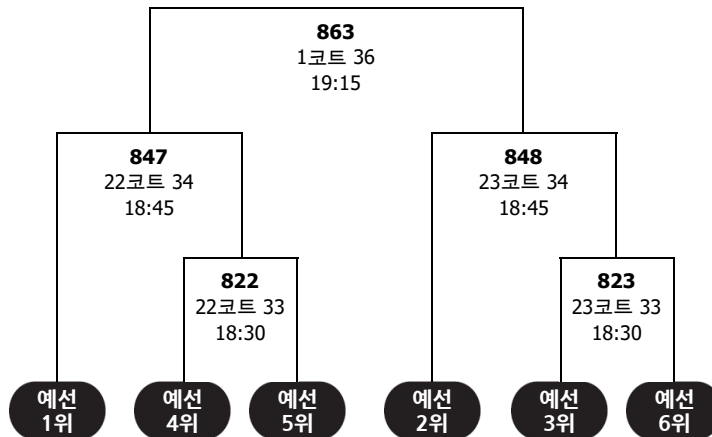 863
1코트 36
19:15
847
22코트 34
18:45
848
23코트 34
18:45
822
22코트 33
18:30
823
23코트 33
18:30
예선
1위
예선
4위
예선
5위
예선
2위
예선
3위
예선
6위